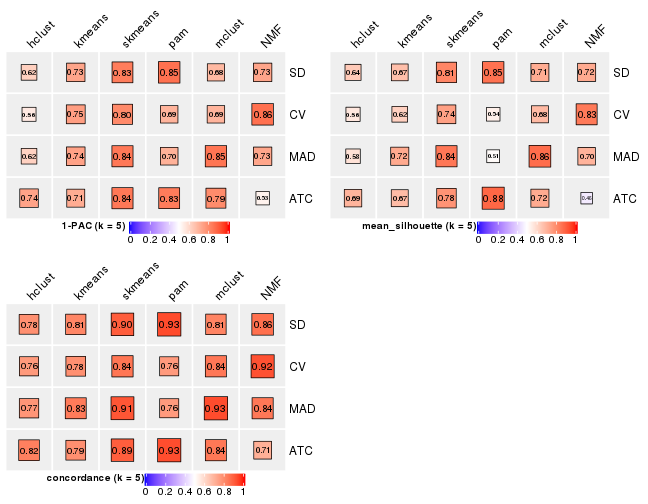 hclust kmeans skmeans pam mclust NMF
0.62 0.73 0.83 0.85 0.68 0.73 SD
0.56 0.75 0.80 0.69 0.69 0.86 CV
0.62 0.74 0.84 0.70 0.85 0.73 MAD
0.74 0.71 0.84 0.83 0.79 0.53 ATC
1-PAC (k = 5)
0 0.2 0.4 0.6 0.8 1
hclust kmeans skmeans pam mclust NMF
0.64 0.67 0.81 0.85 0.71 0.72 SD
0.56 0.62 0.74 0.54 0.68 0.83 CV
0.58 0.72 0.84 0.51 0.86 0.70 MAD
0.69 0.67 0.78 0.88 0.72 ATC
mean_silhouette (k = 5)
0 0.2 0.4 0.6 0.8 1
hclust kmeans skmeans pam mclust NMF
0.78 0.81 0.90 0.93 0.81 0.86 SD
0.76 0.78 0.84 0.76 0.84 0.92 CV
0.77 0.83 0.91 0.76 0.93 0.84 MAD
0.82 0.79 0.89 0.93 0.84 0.71 ATC
concordance (k = 5)
0 0.2 0.4 0.6 0.8 1